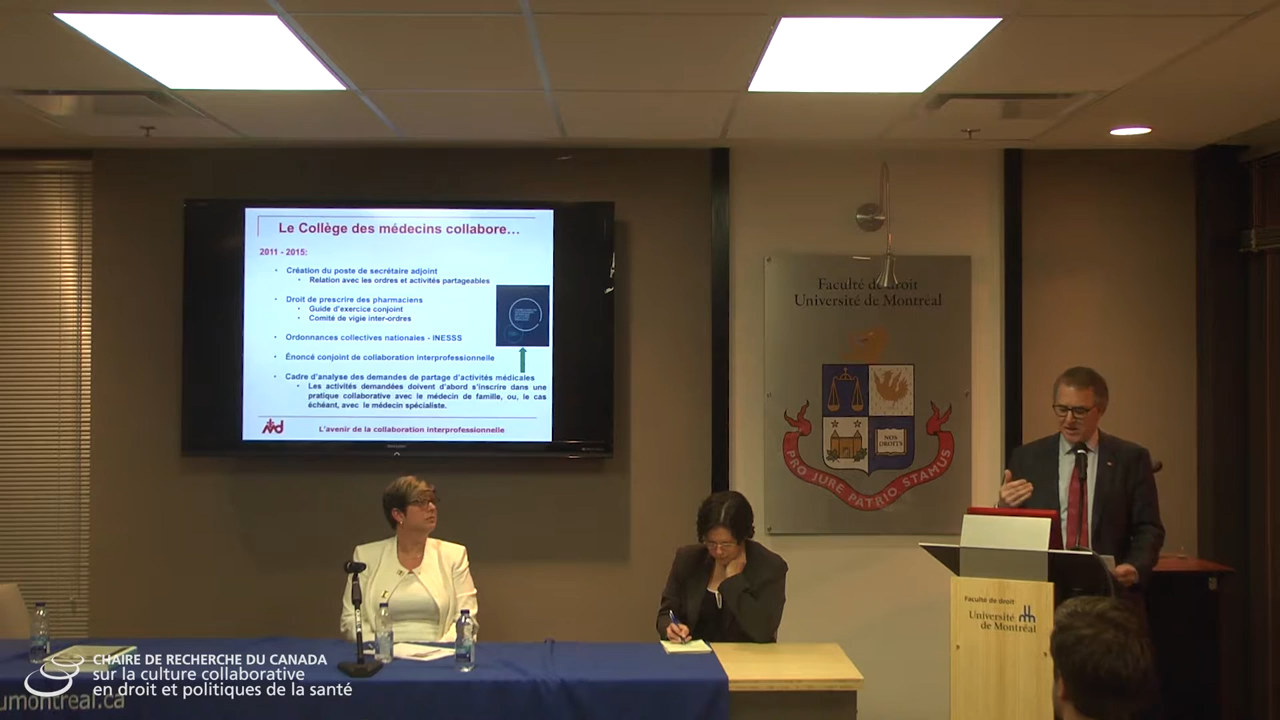 Le Collège des médecins collabore...
2011 - 2015:
• Création du poste de secrétaire adjoint
• Relation avec les ordres et activités partageables
• Droit de prescrire des pharmaciens
• Guide d'exercice conjoint
• Comité de vigie inter-ordres
• Ordonnances collectives nationales - INESSS
• Énoncé conjoint de collaboration interprofessionnelle
• Cadre d'analyse des demandes de partage d'activités médicales
• Les activités demandées doivent d'abord s'inscrire dans une
pratique collaborative avec le médecin de famille, ou, le cas
échéant, avec le médecin spécialiste.
L'avenir de la collaboration interprofessionnelle
Faculté de droit
Université de Montréal
NOS
DROITS
PRO JURE PATRIO STAMUS
Faculté de droit
Université
de Montréal
CHAIRE DE RECHERCHE DU CANADA
sur la culture collaborative
en droit et politiques de la santé
umontreal.ca